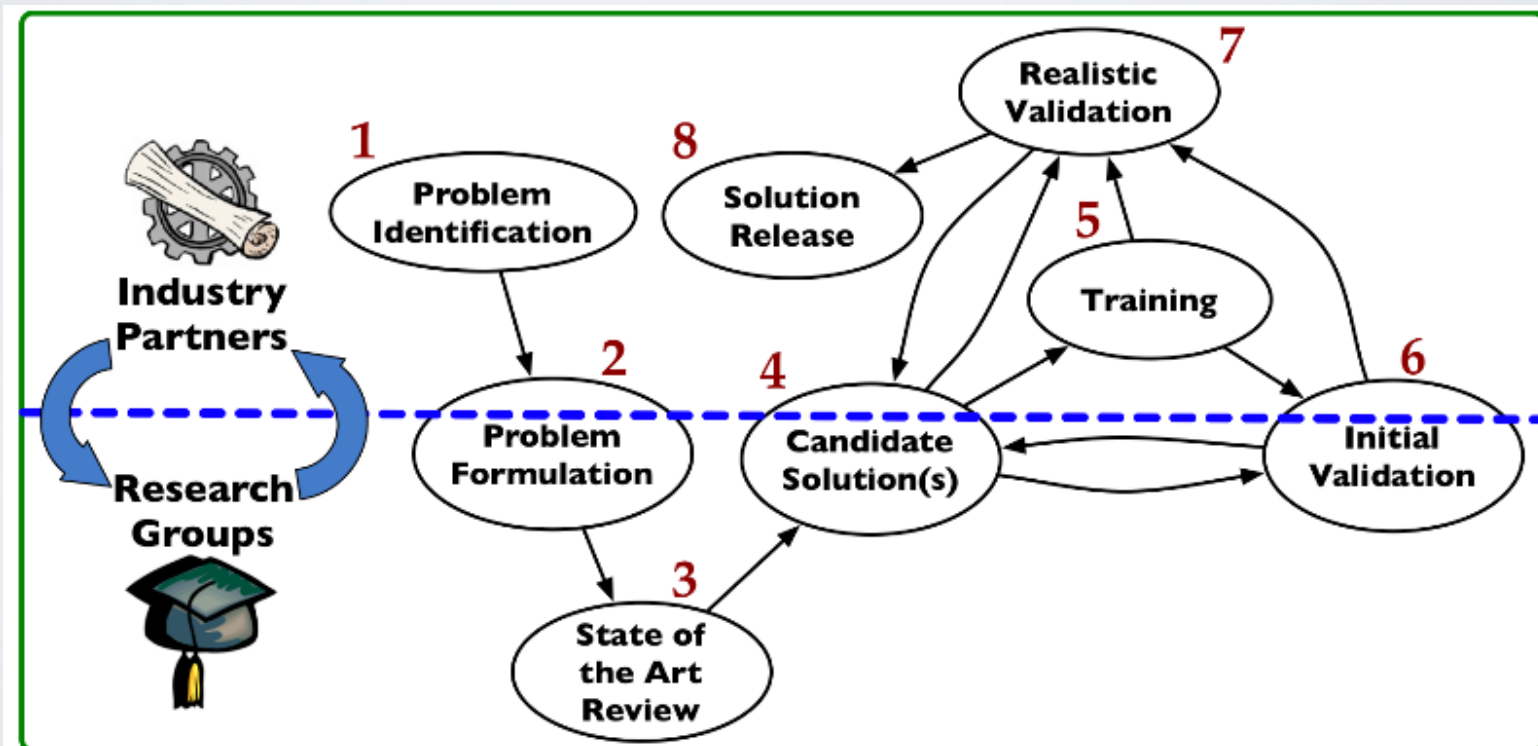 Industry
Partners
Research
Groups
1
Problem
Identification
2
Problem
Formulation
3
State of
the Art
Review
4
Candidate
Solution(s)
5
Training
6
Initial
Validation
7
Realistic
Validation
8
Solution
Release